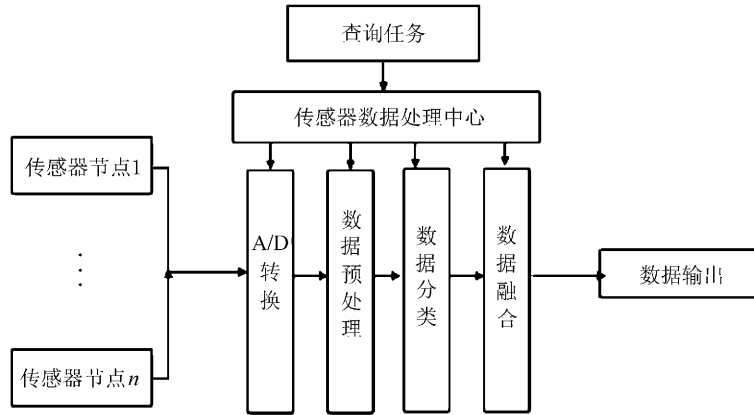 查询任务
传感器数据处理中心
传感器节点1
⋮
传感器节点n
A/D
转换
数据预处理
数据分类
数据融合
数据输出